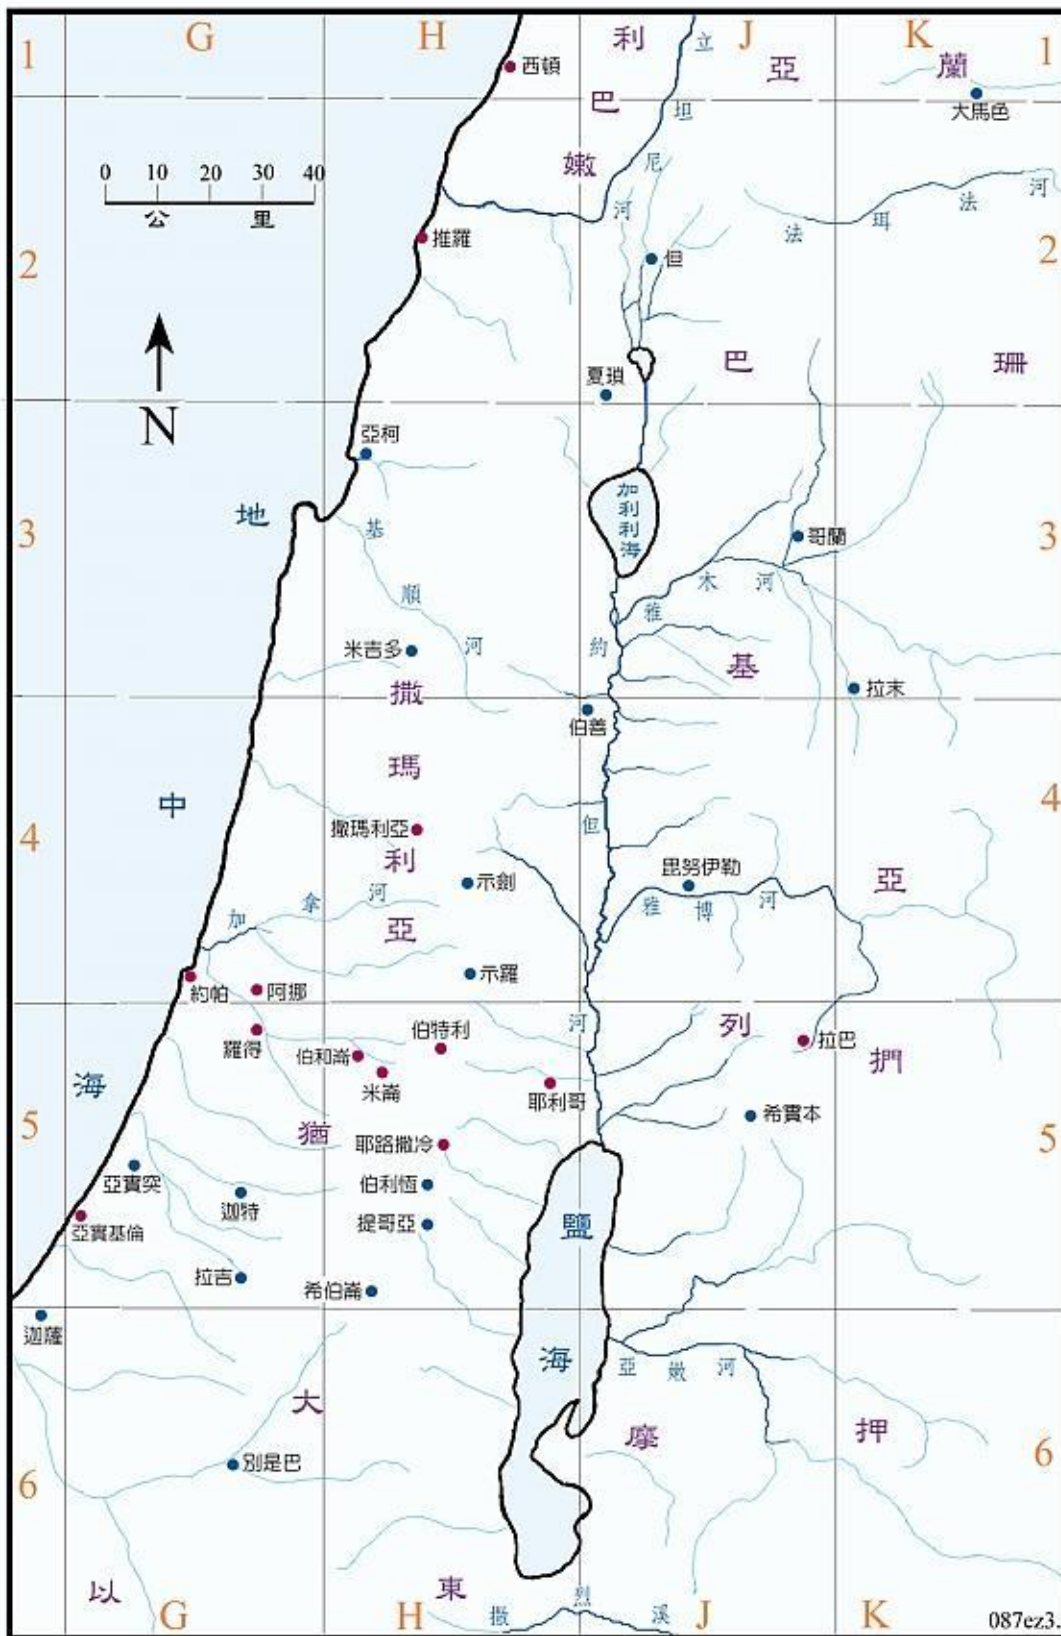 G H J K
1 1
利 立 亞 蘭
西頓
大馬色
巴 坦
嫩 尼
0 10 20 30 40
公里
河
法珥法河
推羅
2 2
但
N
巴珊
夏瑣
亞柯
地
3 3
加利利海
基
哥蘭
順
雅木河
米吉多
河
約
基
撒
拉末
伯善
瑪
中
4 4
撒瑪利亞
但
利
毘努伊勒
亞
示劍
加拿河
雅博河
亞
示羅
約帕
阿挪
羅得
伯特利
河
列
拉巴
伯和崙
米崙
耶利哥
海
捫
5 5
猶
耶路撒冷
希實本
亞實突
迦特
伯利恆
亞實基倫
提哥亞
鹽
拉吉
希伯崙
迦薩
海
亞嫩河
大
摩押
6 6
別是巴
以東
撒烈溪
G H J K
087ez3.